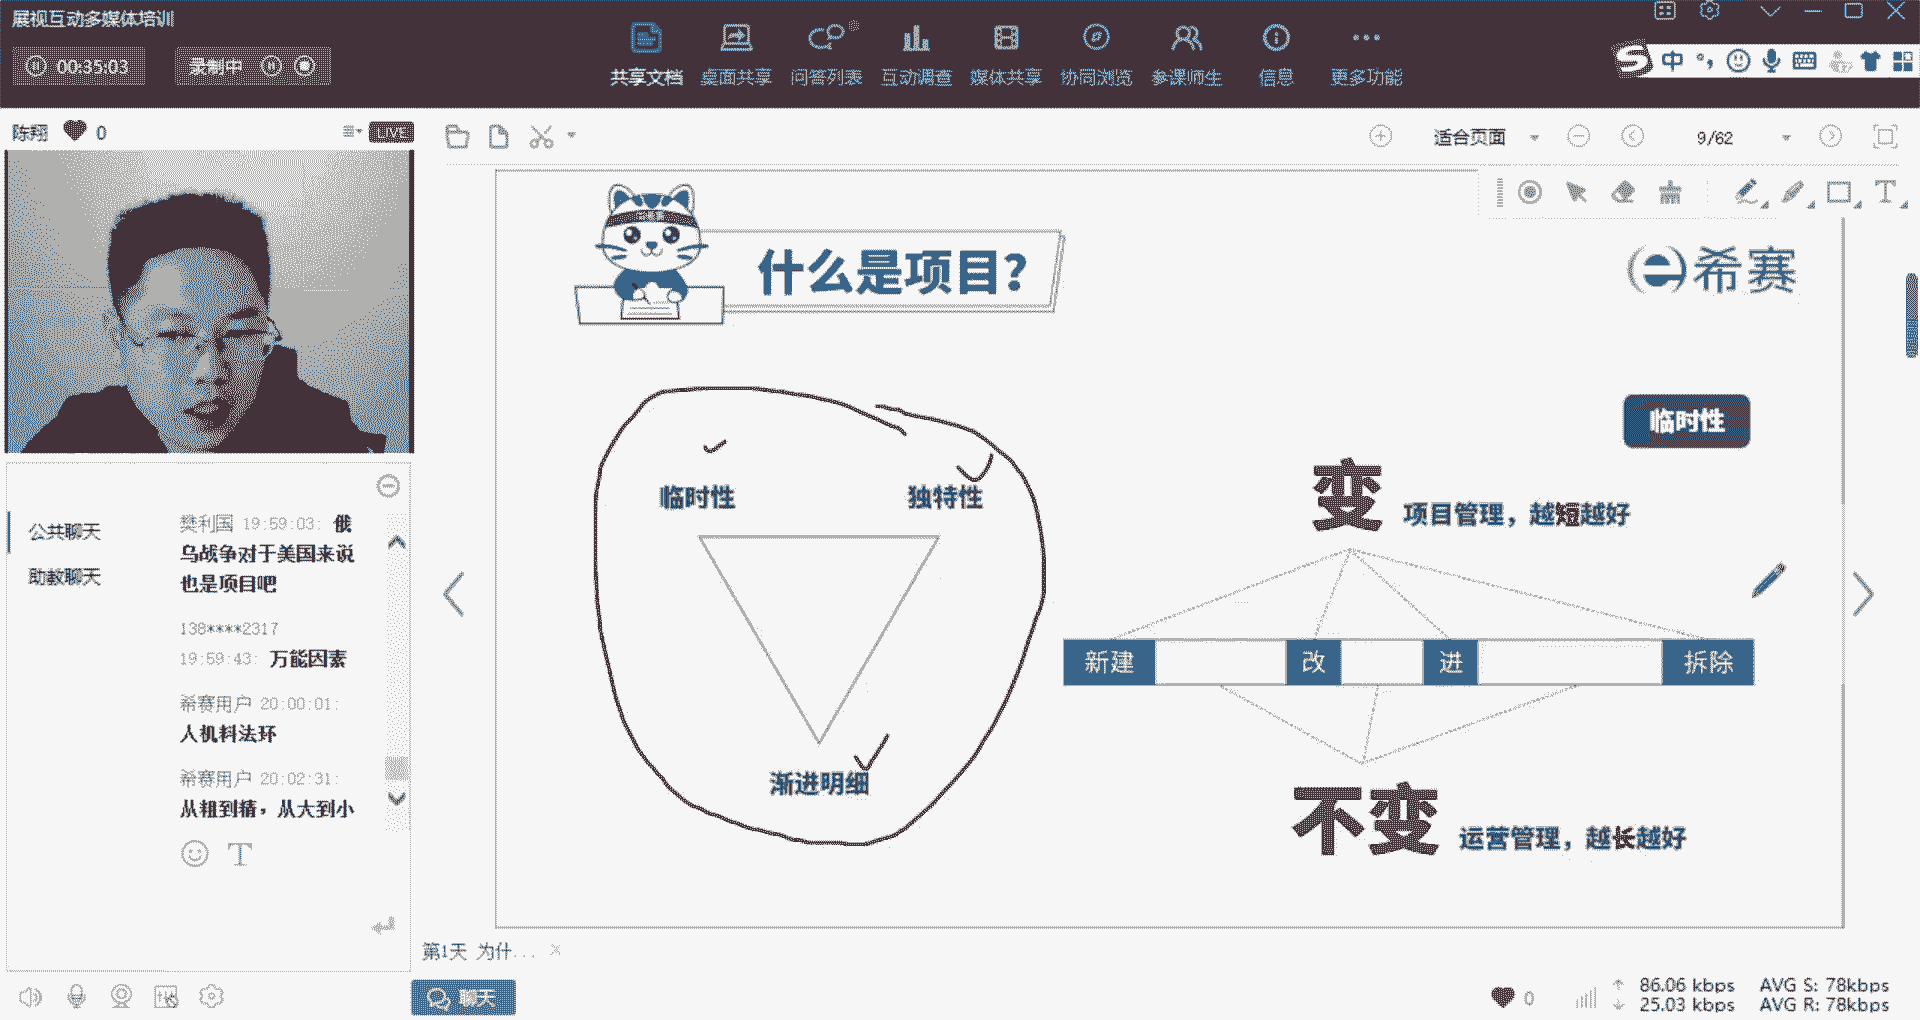 展视互动多媒体培训
00:35:03
录制中
共享文档 桌面共享 问答列表 互动调查 媒体共享 协同浏览 参课师生 信息 更多功能
中
陈翔 0
LIVE
适合页面
9/62
T
什么是项目?
希赛
临时性
临时性
独特性
渐进明细
变 项目管理，越短越好
新建 改 进 拆除
不变 运营管理，越长越好
公共聊天
助教聊天
樊利国 19:59:03: 俄
乌战争对于美国来说
也是项目吧
138****2317
19:59:43: 万能因素
希赛用户 20:00:01:
人机料法环
希赛用户 20:02:31:
从粗到精，从大到小
T
第1天 为什...
聊天
0
86.06 kbps AVG S: 78kbps
25.03 kbps AVG R: 78kbps